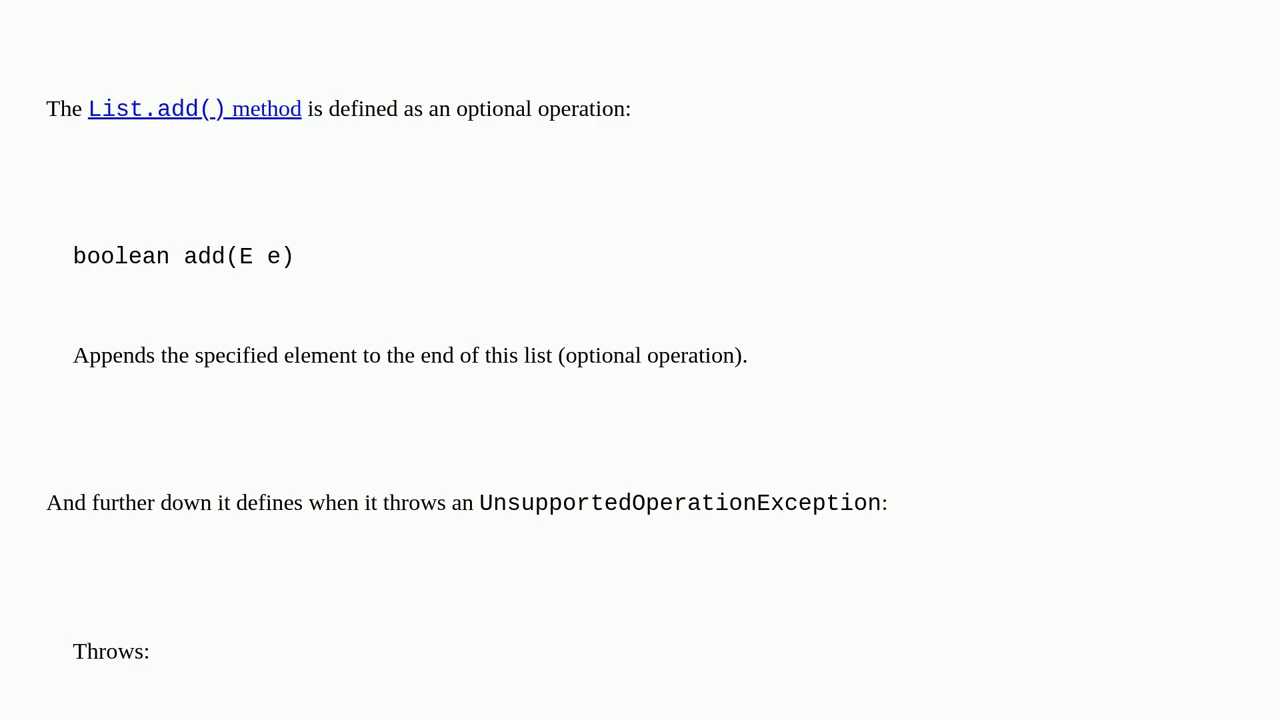 The List.add() method is defined as an optional operation:
boolean add(E e)
Appends the specified element to the end of this list (optional operation).
And further down it defines when it throws an UnsupportedOperationException:
Throws: